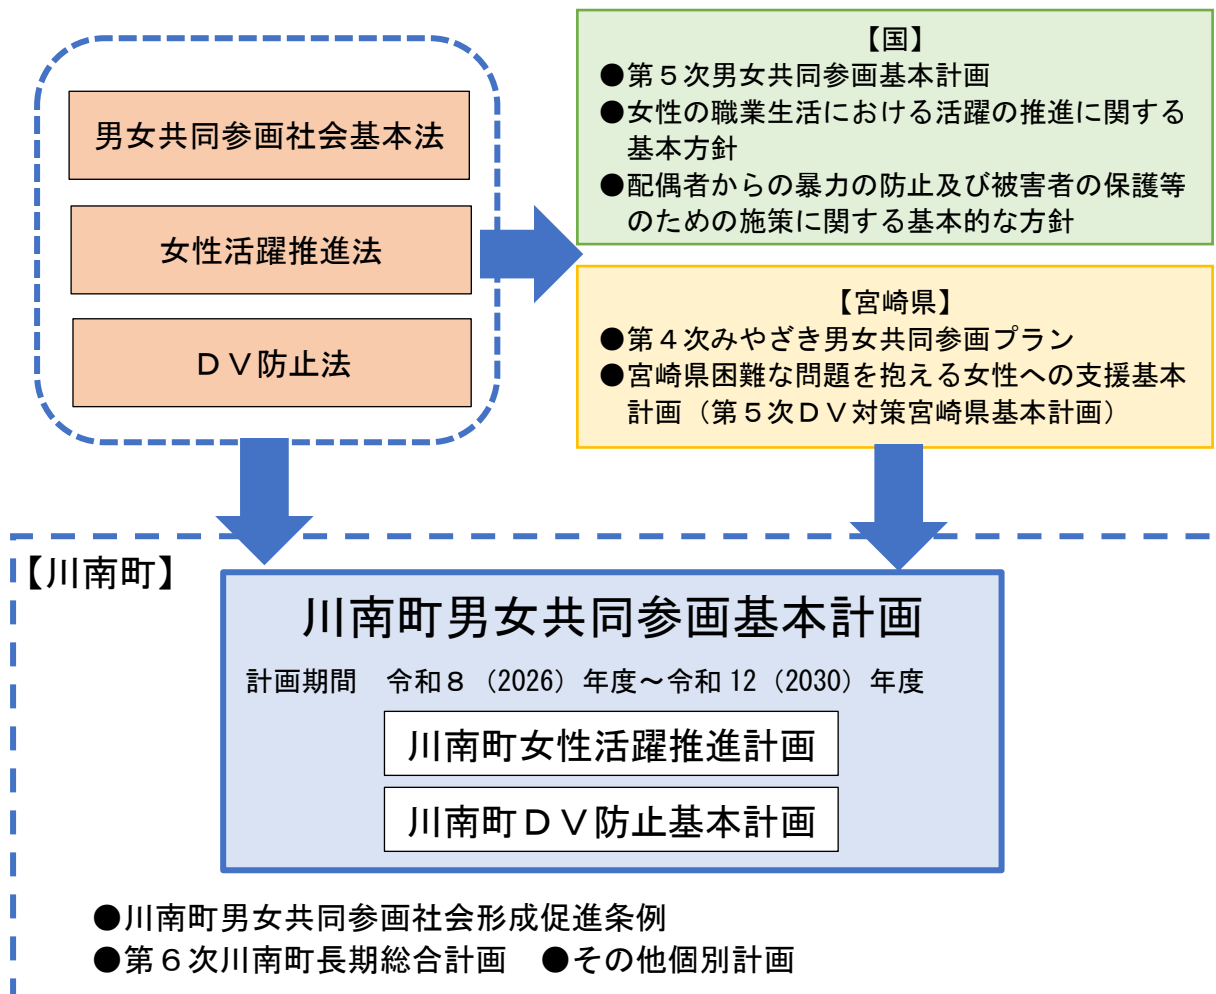 男女共同参画社会基本法
女性活躍推進法
ＤＶ防止法
【国】
●第５次男女共同参画基本計画
●女性の職業生活における活躍の推進に関する
基本方針
●配偶者からの暴力の防止及び被害者の保護等
のための施策に関する基本的な方針
【宮崎県】
●第４次みやざき男女共同参画プラン
●宮崎県困難な問題を抱える女性への支援基本
計画（第５次ＤＶ対策宮崎県基本計画）
【川南町】
川南町男女共同参画基本計画
計画期間　令和８（2026）年度～令和 12（2030）年度
川南町女性活躍推進計画
川南町ＤＶ防止基本計画
●川南町男女共同参画社会形成促進条例
●第６次川南町長期総合計画　●その他個別計画